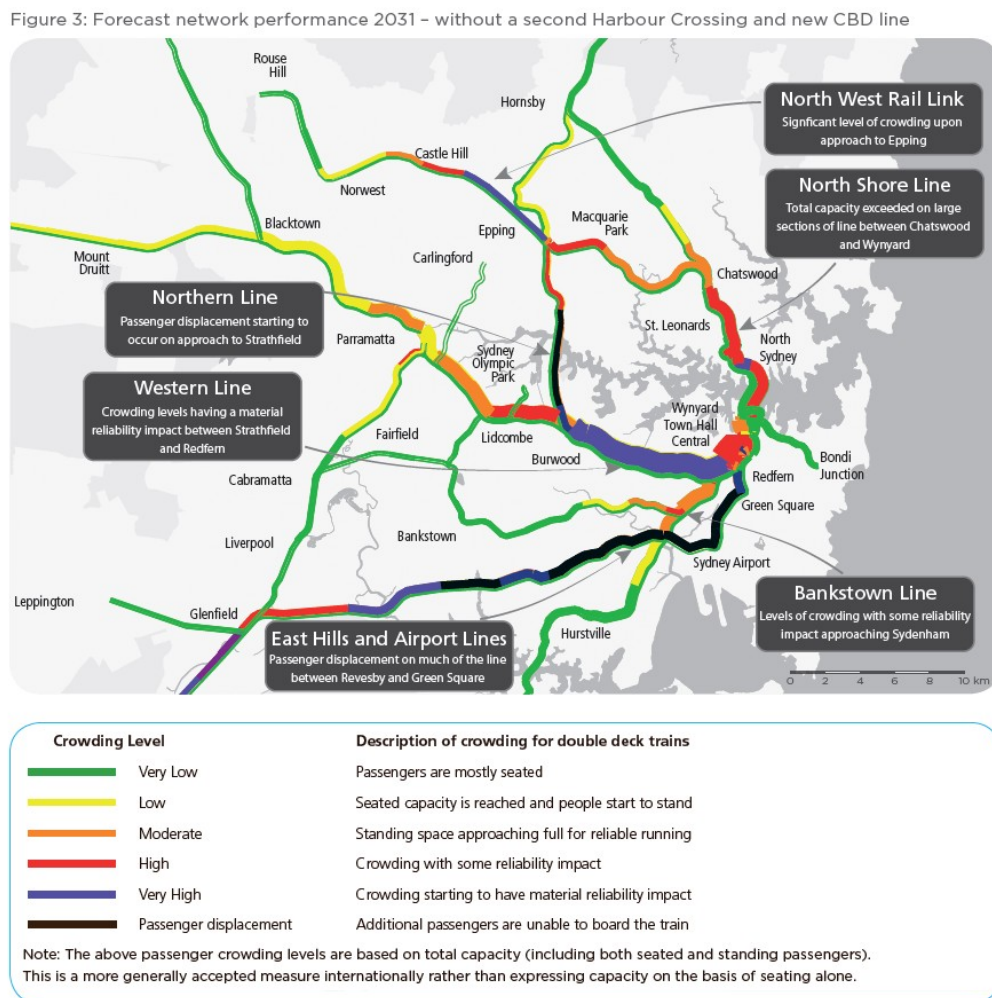 Figure 3: Forecast network performance 2031 – without a second Harbour Crossing and new CBD line
Rouse
Hill
Hornsby
North West Rail Link
Signficant level of crowding upon
approach to Epping
Castle Hill
Norwest
North Shore Line
Total capacity exceeded on large
sections of line between Chatswood
and Wynyard
Blacktown
Epping
Macquarie
Park
Mount
Druitt
Carlingford
Chatswood
Northern Line
Passenger displacement starting to
occur on approach to Strathfield
St. Leonards
North
Sydney
Parramatta
Sydney
Olympic
Park
Western Line
Crowding levels having a material
reliability impact between Strathfield
and Redfern
Wynyard
Town Hall
Central
Fairfield
Lidcombe
Burwood
Bondi
Junction
Cabramatta
Redfern
Green Square
Bankstown
Liverpool
Sydney Airport
Leppington
Glenfield
Bankstown Line
Levels of crowding with some reliability
impact approaching Sydenham
East Hills and Airport Lines
Passenger displacement on much of the line
between Revesby and Green Square
Hurstville
0 2 4 6 8 10 km
Crowding Level Description of crowding for double deck trains
Very Low Passengers are mostly seated
Low Seated capacity is reached and people start to stand
Moderate Standing space approaching full for reliable running
High Crowding with some reliability impact
Very High Crowding starting to have material reliability impact
Passenger displacement Additional passengers are unable to board the train
Note: The above passenger crowding levels are based on total capacity (including both seated and standing passengers).
This is a more generally accepted measure internationally rather than expressing capacity on the basis of seating alone.